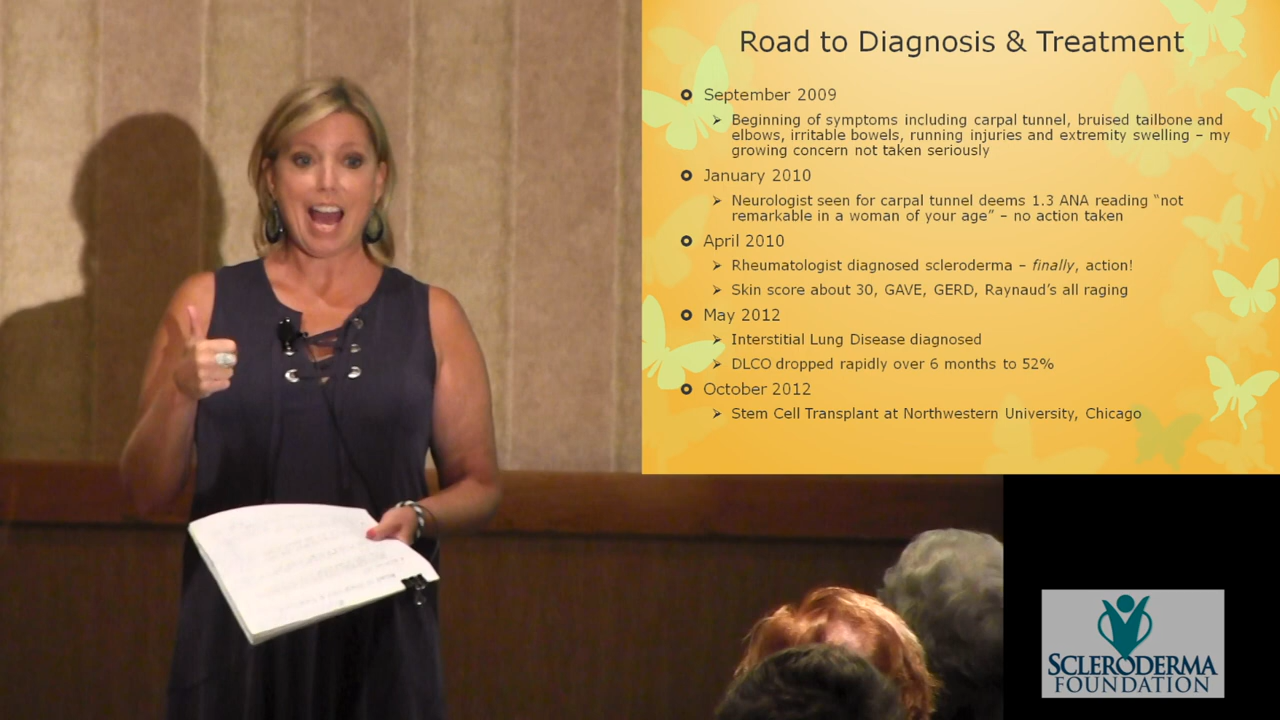 Road to Diagnosis & Treatment
September 2009
Beginning of symptoms including carpal tunnel, bruised tailbone and
elbows, irritable bowels, running injuries and extremity swelling – my
growing concern not taken seriously
January 2010
Neurologist seen for carpal tunnel deems 1.3 ANA reading “not
remarkable in a woman of your age” – no action taken
April 2010
Rheumatologist diagnosed scleroderma – finally, action!
Skin score about 30, GAVE, GERD, Raynaud’s all raging
May 2012
Interstitial Lung Disease diagnosed
DLCO dropped rapidly over 6 months to 52%
October 2012
Stem Cell Transplant at Northwestern University, Chicago
SCLERODERMA
FOUNDATION